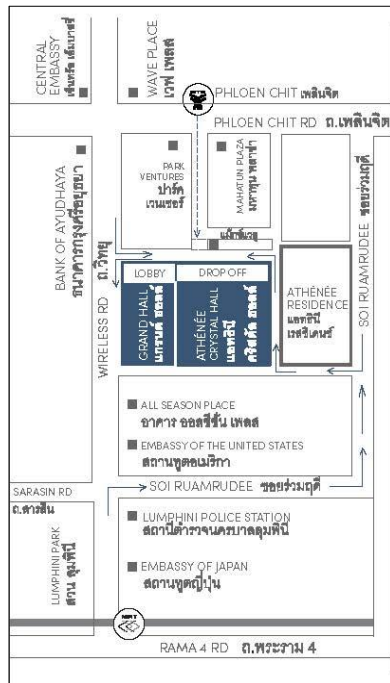 CENTRAL
EMBASSY
เซ็นทรัล เอ็มบาสซี
WAVE PLACE
เวฟ เพลส
PHLOEN CHIT เพลินจิต
PHLOEN CHIT RD ถ.เพลินจิต
BANK OF AYUDHAYA
ธนาคารกรุงศรีอยุธยา
PARK
VENTURES
ปาร์ค
เวนเชอร์
MAHATUN PLAZA
มหาทุน พลาซ่า
แม็กซ์แวลู
WIRELESS RD ถ.วิทยุ
LOBBY
DROP OFF
GRAND HALL
แกรนด์ ฮอลล์
ATHÉNÉE
CRYSTAL HALL
แอทธินี
คริสตัล ฮอลล์
ATHÉNÉE
RESIDENCE
แอทธินี
เรสซิเดนซ์
SOI RUAMRUDEE ซอยร่วมฤดี
ALL SEASON PLACE
อาคาร ออลซีซั่น เพลส
EMBASSY OF THE UNITED STATES
สถานทูตอเมริกา
SARASIN RD
ถ.สารสิน
SOI RUAMRUDEE ซอยร่วมฤดี
LUMPHINI PARK
สวน ลุมพินี
LUMPHINI POLICE STATION
สถานีตำรวจนครบาลลุมพินี
EMBASSY OF JAPAN
สถานทูตญี่ปุ่น
MRT
RAMA 4 RD ถ.พระราม 4